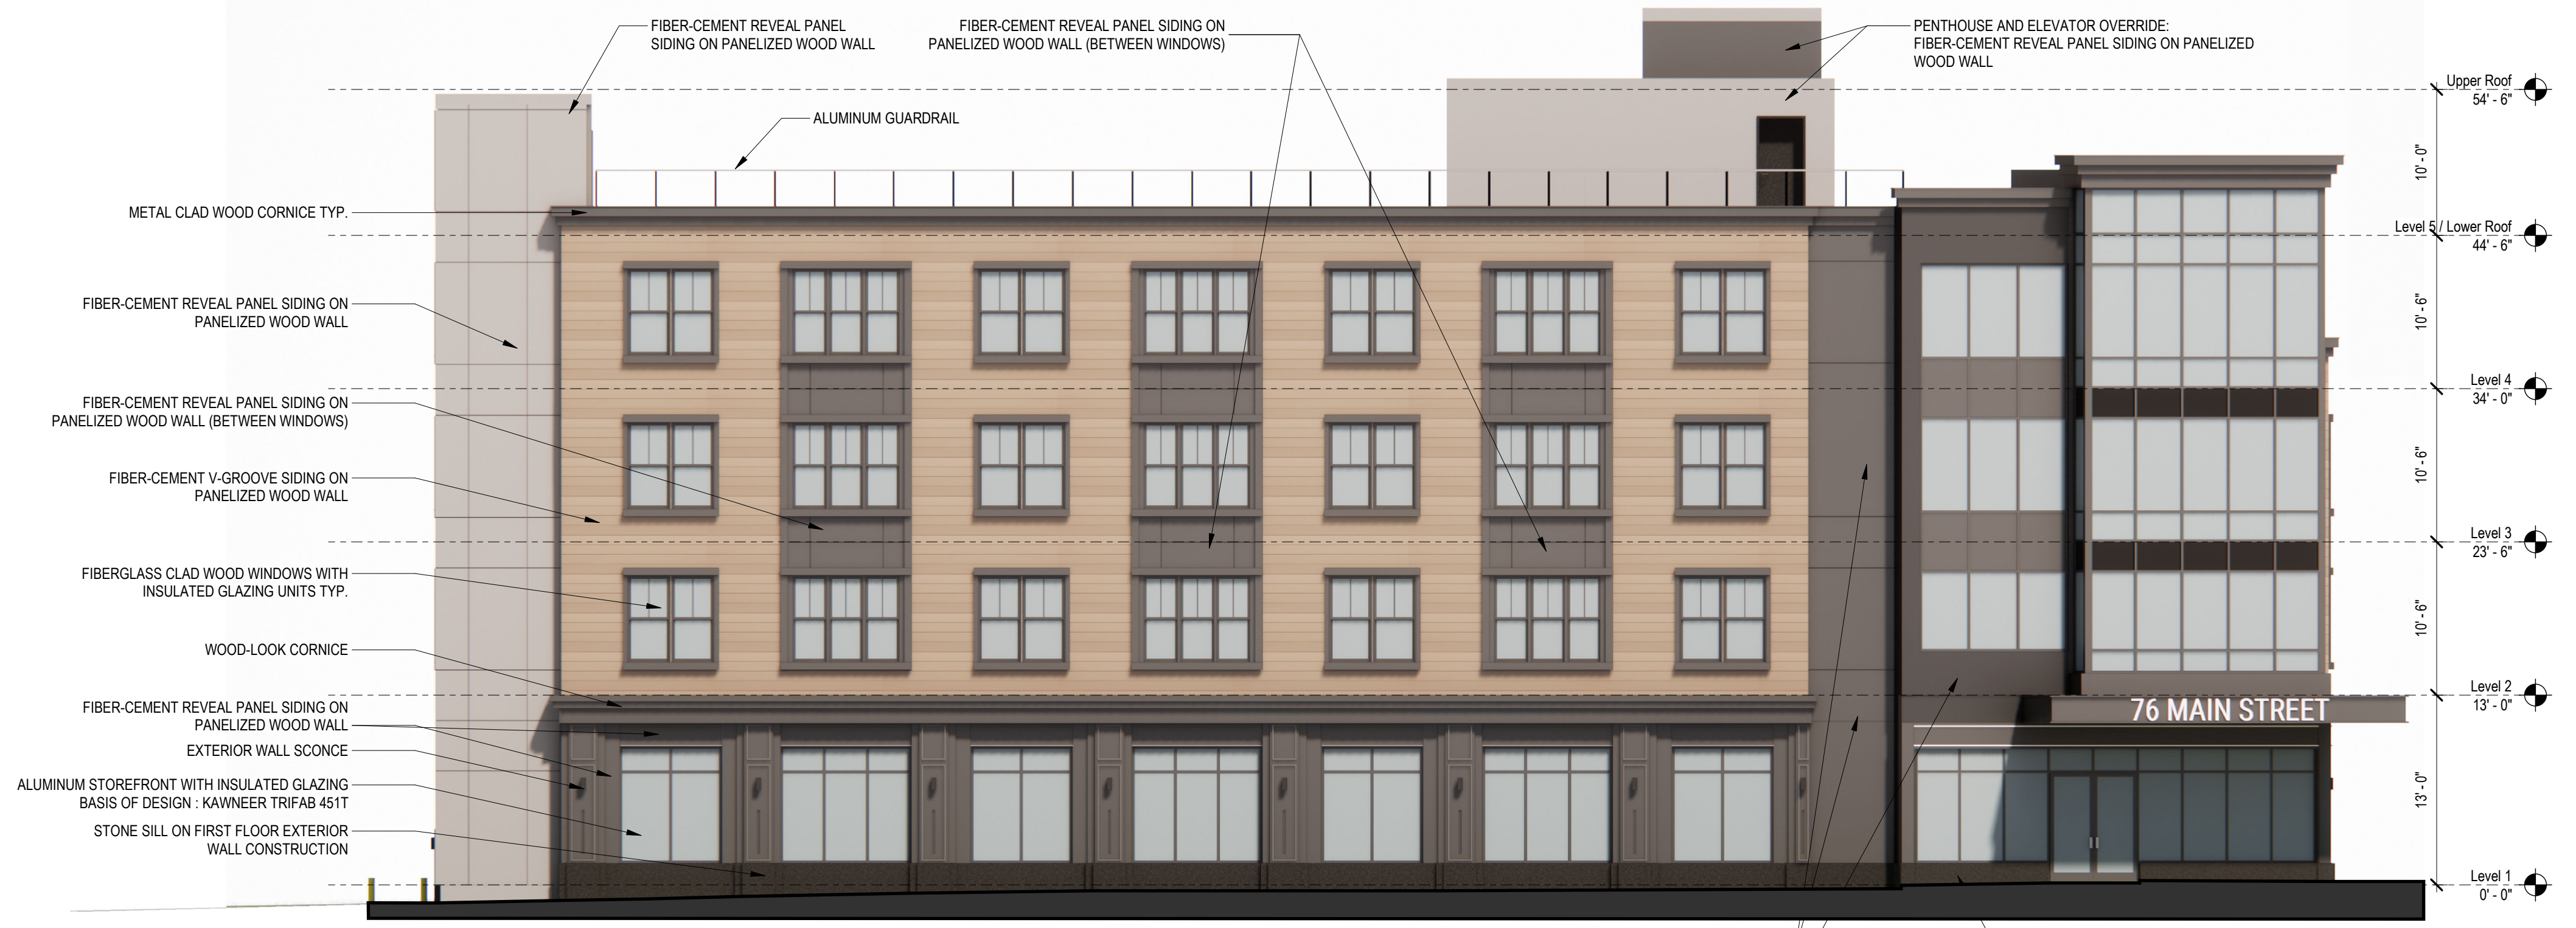 FIBER-CEMENT REVEAL PANEL
SIDING ON PANELIZED WOOD WALL
FIBER-CEMENT REVEAL PANEL SIDING ON
PANELIZED WOOD WALL (BETWEEN WINDOWS)
PENTHOUSE AND ELEVATOR OVERRIDE:
FIBER-CEMENT REVEAL PANEL SIDING ON PANELIZED
WOOD WALL
ALUMINUM GUARDRAIL
METAL CLAD WOOD CORNICE TYP.
FIBER-CEMENT REVEAL PANEL SIDING ON
PANELIZED WOOD WALL
FIBER-CEMENT REVEAL PANEL SIDING ON
PANELIZED WOOD WALL (BETWEEN WINDOWS)
FIBER-CEMENT V-GROOVE SIDING ON
PANELIZED WOOD WALL
FIBERGLASS CLAD WOOD WINDOWS WITH
INSULATED GLAZING UNITS TYP.
WOOD-LOOK CORNICE
FIBER-CEMENT REVEAL PANEL SIDING ON
PANELIZED WOOD WALL
EXTERIOR WALL SCONCE
ALUMINUM STOREFRONT WITH INSULATED GLAZING
BASIS OF DESIGN : KAWNEER TRIFAB 451T
STONE SILL ON FIRST FLOOR EXTERIOR
WALL CONSTRUCTION
76 MAIN STREET
Upper Roof
54' - 6"
10' - 0"
Level 5 / Lower Roof
44' - 6"
10' - 6"
Level 4
34' - 0"
10' - 6"
Level 3
23' - 6"
10' - 6"
Level 2
13' - 0"
13' - 0"
Level 1
0' - 0"